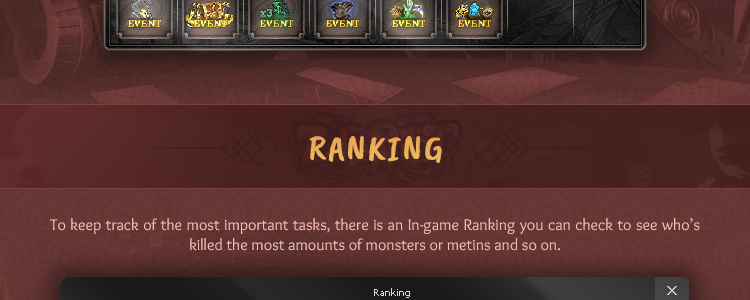 EVENT EVENT x3 EVENT EVENT EVENT EVENT
RANKING
To keep track of the most important tasks, there is an In-game Ranking you can check to see who's
killed the most amounts of monsters or metins and so on.
Ranking